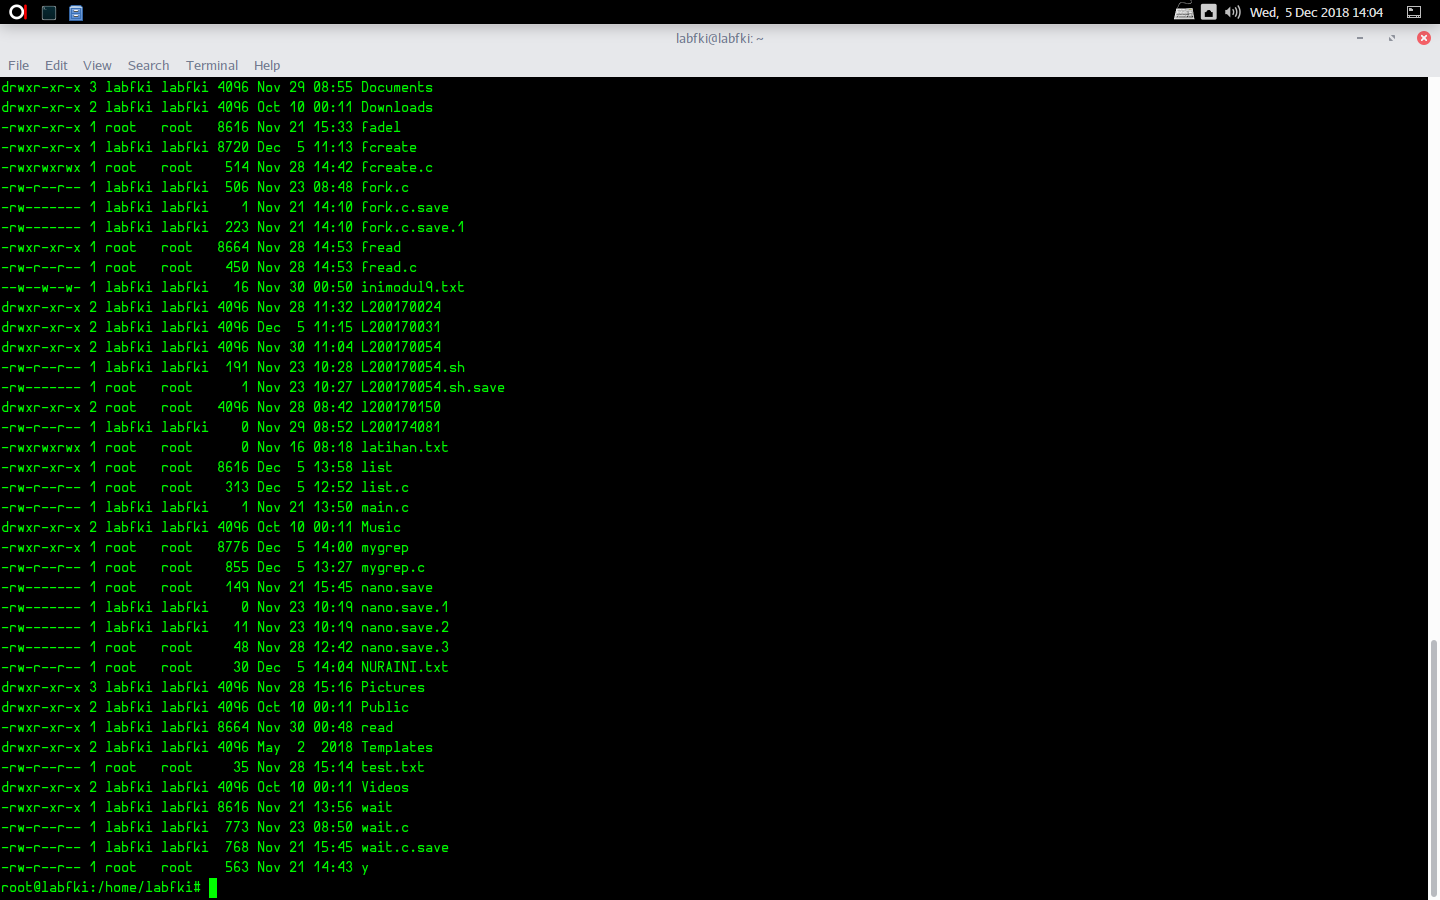 Wed, 5 Dec 2018 14:04
labfki@labfki: ~
File Edit View Search Terminal Help
drwxr-xr-x 3 labfki labfki 4096 Nov 29 08:55 Documents
drwxr-xr-x 2 labfki labfki 4096 Oct 10 00:11 Downloads
-rwxr-xr-x 1 root   root   8616 Nov 21 15:33 fadel
-rwxr-xr-x 1 labfki labfki 8720 Dec  5 11:13 fcreate
-rwxrwxrwx 1 root   root    514 Nov 28 14:42 fcreate.c
-rw-r--r-- 1 labfki labfki  506 Nov 23 08:48 fork.c
-rw------- 1 labfki labfki    1 Nov 21 14:10 fork.c.save
-rw------- 1 labfki labfki  223 Nov 21 14:10 fork.c.save.1
-rwxr-xr-x 1 root   root   8664 Nov 28 14:53 fread
-rw-r--r-- 1 root   root    450 Nov 28 14:53 fread.c
--w--w--w- 1 labfki labfki   16 Nov 30 00:50 inimodul9.txt
drwxr-xr-x 2 labfki labfki 4096 Nov 28 11:32 L200170024
drwxr-xr-x 2 labfki labfki 4096 Dec  5 11:15 L200170031
drwxr-xr-x 2 labfki labfki 4096 Nov 30 11:04 L200170054
-rw-r--r-- 1 labfki labfki  191 Nov 23 10:28 L200170054.sh
-rw------- 1 root   root      1 Nov 23 10:27 L200170054.sh.save
drwxr-xr-x 2 root   root   4096 Nov 28 08:42 l200170150
-rw-r--r-- 1 labfki labfki    0 Nov 29 08:52 L200174081
-rwxrwxrwx 1 root   root      0 Nov 16 08:18 latihan.txt
-rwxr-xr-x 1 root   root   8616 Dec  5 13:58 list
-rw-r--r-- 1 root   root    313 Dec  5 12:52 list.c
-rw-r--r-- 1 labfki labfki    1 Nov 21 13:50 main.c
drwxr-xr-x 2 labfki labfki 4096 Oct 10 00:11 Music
-rwxr-xr-x 1 root   root   8776 Dec  5 14:00 mygrep
-rw-r--r-- 1 root   root    855 Dec  5 13:27 mygrep.c
-rw------- 1 root   root    149 Nov 21 15:45 nano.save
-rw------- 1 labfki labfki    0 Nov 23 10:19 nano.save.1
-rw------- 1 labfki labfki   11 Nov 23 10:19 nano.save.2
-rw------- 1 root   root     48 Nov 28 12:42 nano.save.3
-rw-r--r-- 1 root   root     30 Dec  5 14:04 NURAINI.txt
drwxr-xr-x 3 labfki labfki 4096 Nov 28 15:16 Pictures
drwxr-xr-x 2 labfki labfki 4096 Oct 10 00:11 Public
-rwxr-xr-x 1 labfki labfki 8664 Nov 30 00:48 read
drwxr-xr-x 2 labfki labfki 4096 May  2  2018 Templates
-rw-r--r-- 1 root   root     35 Nov 28 15:14 test.txt
drwxr-xr-x 2 labfki labfki 4096 Oct 10 00:11 Videos
-rwxr-xr-x 1 labfki labfki 8616 Nov 21 13:56 wait
-rw-r--r-- 1 labfki labfki  773 Nov 23 08:50 wait.c
-rw-r--r-- 1 labfki labfki  768 Nov 21 15:45 wait.c.save
-rw-r--r-- 1 root   root    563 Nov 21 14:43 y
root@labfki:/home/labfki#